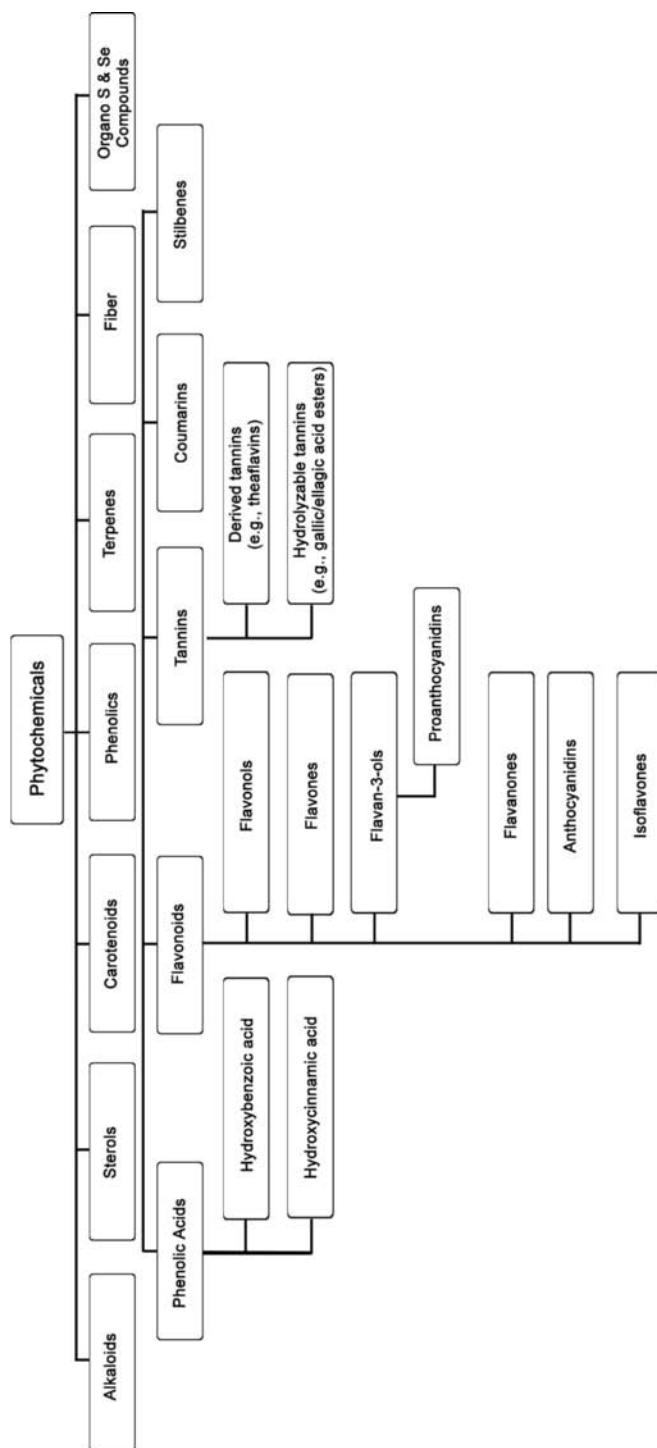 Phytochemicals
Alkaloids
Sterols
Carotenoids
Phenolics
Terpenes
Fiber
Organo S & Se
Compounds
Phenolic Acids
Flavonoids
Tannins
Coumarins
Stilbenes
Hydroxybenzoic acid
Hydroxycinnamic acid
Flavonols
Flavones
Flavan-3-ols
Proanthocyanidins
Flavanones
Anthocyanidins
Isoflavones
Derived tannins
(e.g., theaflavins)
Hydrolyzable tannins
(e.g., gallic/ellagic acid esters)